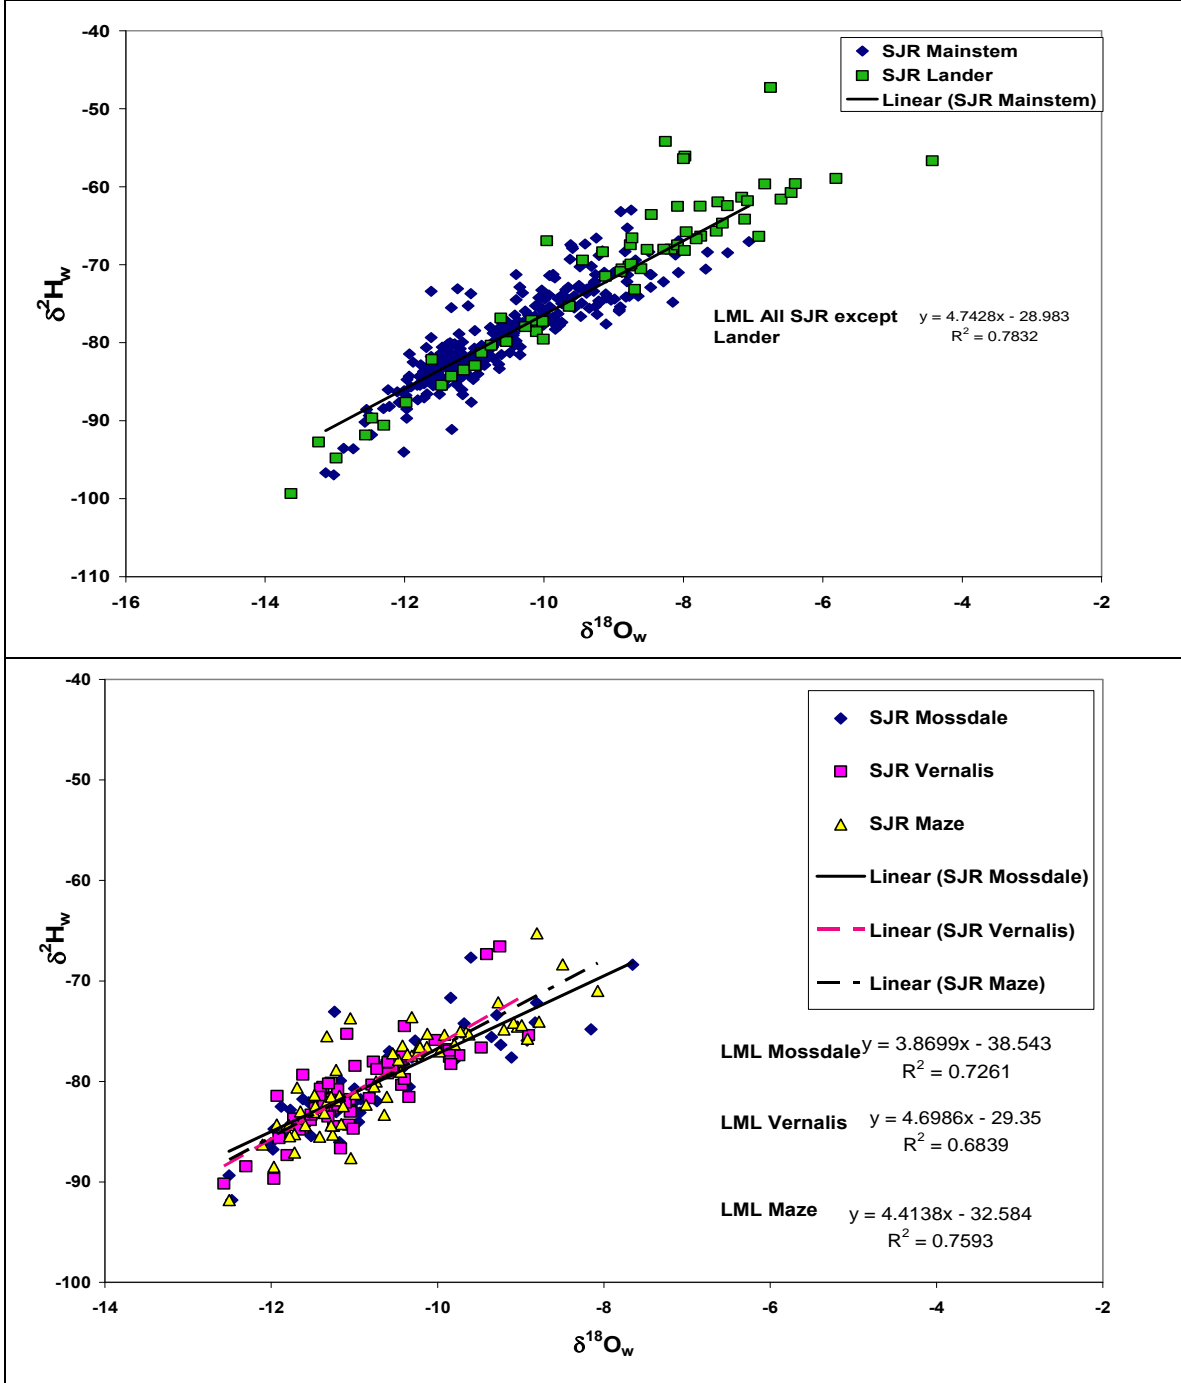 -40
-50
-60
-70
-80
-90
-100
-110
δ²H_w
-16 -14 -12 -10 -8 -6 -4 -2
δ¹⁸O_w
SJR Mainstem
SJR Lander
Linear (SJR Mainstem)
LML All SJR except y = 4.7428x - 28.983
Lander R² = 0.7832
-40
-50
-60
-70
-80
-90
-100
δ²H_w
-14 -12 -10 -8 -6 -4 -2
δ¹⁸O_w
SJR Mossdale
SJR Vernalis
SJR Maze
Linear (SJR Mossdale)
Linear (SJR Vernalis)
Linear (SJR Maze)
LML Mossdale y = 3.8699x - 38.543
R² = 0.7261
LML Vernalis y = 4.6986x - 29.35
R² = 0.6839
LML Maze y = 4.4138x - 32.584
R² = 0.7593